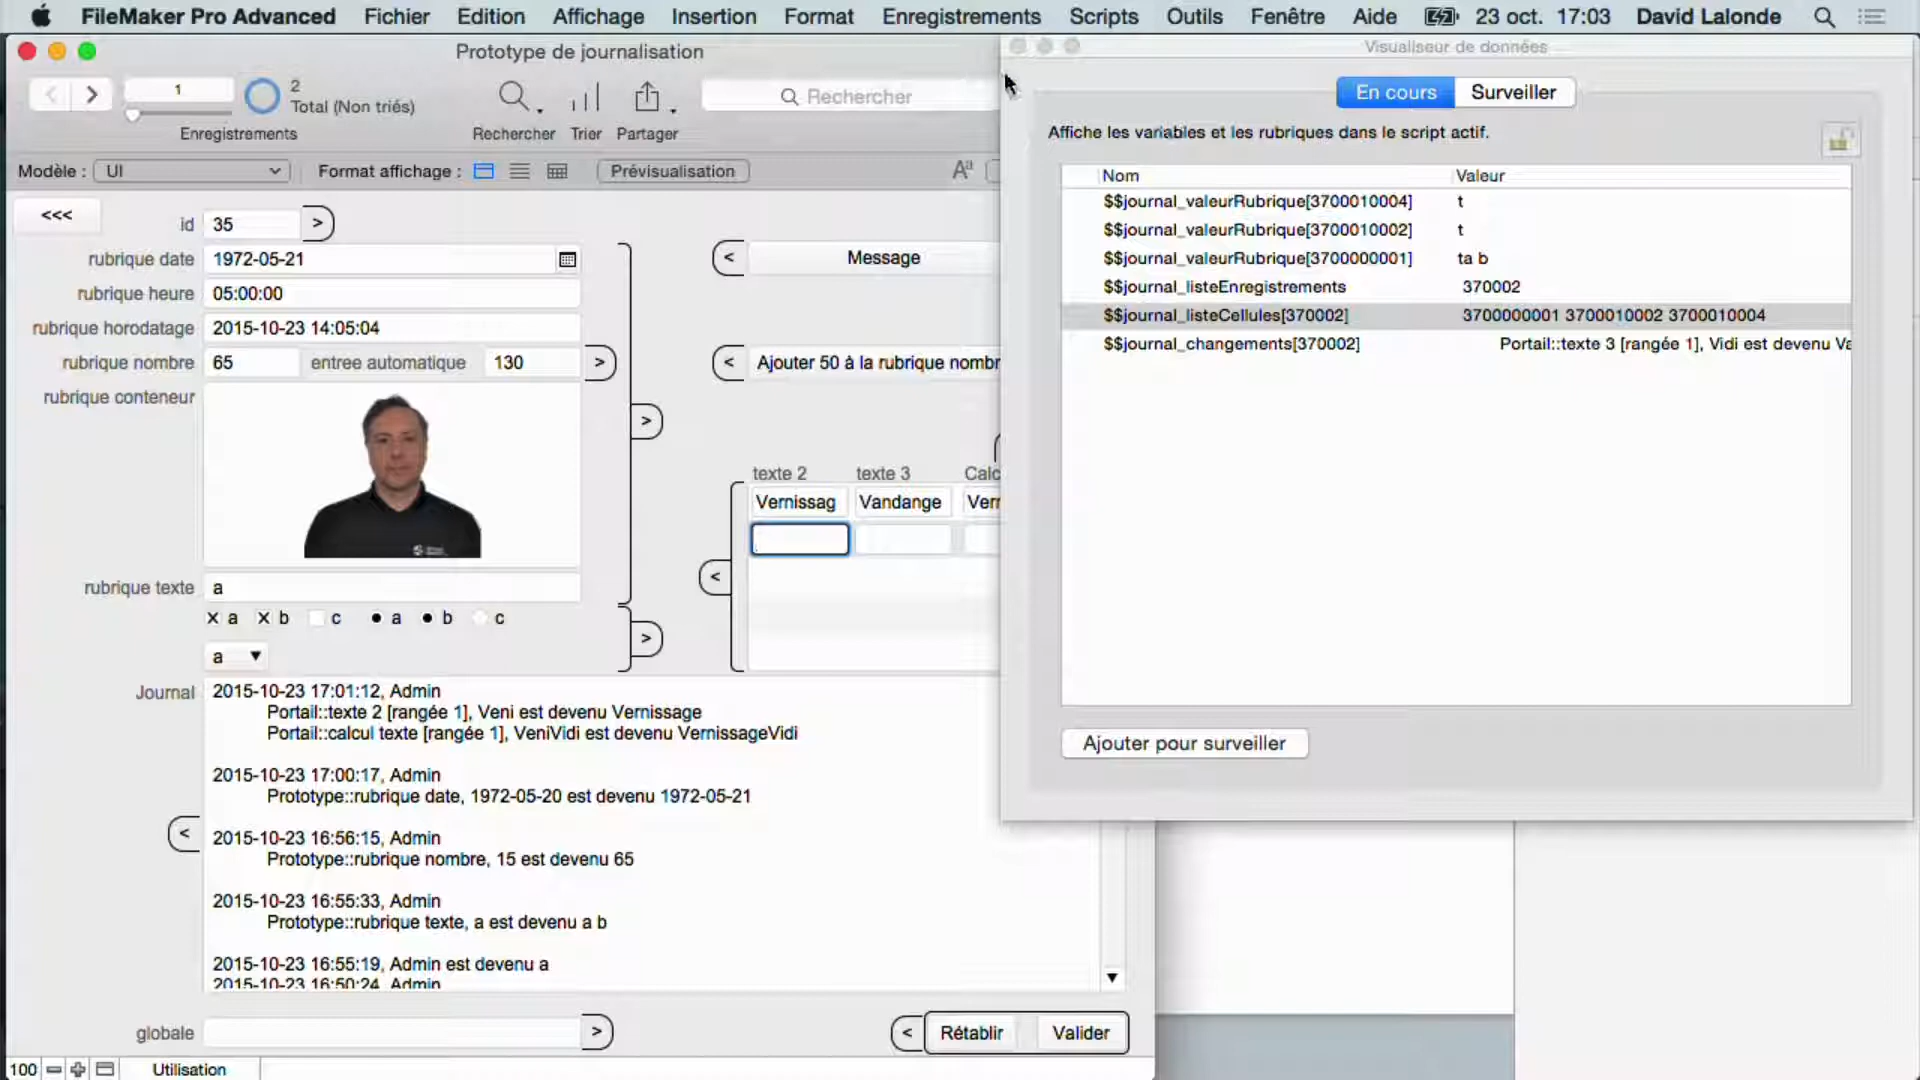 FileMaker Pro Advanced Fichier Edition Affichage Insertion Format Enregistrements Scripts Outils Fenêtre Aide 23 oct. 17:03 David Lalonde
Prototype de journalisation
1
2
Total (Non triés)
Rechercher
Enregistrements
Rechercher Trier Partager
Modèle : UI Format affichage : Prévisualisation Aa
<<<
id 35 >
rubrique date 1972-05-21
rubrique heure 05:00:00
rubrique horodatage 2015-10-23 14:05:04
rubrique nombre 65 entree automatique 130 >
rubrique conteneur
>
rubrique texte a
x a x b c • a • b c
>
a ▼
< Message
< Ajouter 50 à la rubrique nombr
texte 2 texte 3 Calc
Vernissag Vandange Vern
<
Journal 2015-10-23 17:01:12, Admin
Portail::texte 2 [rangée 1], Veni est devenu Vernissage
Portail::calcul texte [rangée 1], VeniVidi est devenu VernissageVidi
2015-10-23 17:00:17, Admin
Prototype::rubrique date, 1972-05-20 est devenu 1972-05-21
2015-10-23 16:56:15, Admin
<
Prototype::rubrique nombre, 15 est devenu 65
2015-10-23 16:55:33, Admin
Prototype::rubrique texte, a est devenu a b
2015-10-23 16:55:19, Admin est devenu a
2015-10-23 16:50:24, Admin
globale >
< Rétablir Valider
100 Utilisation
Visualiseur de données
En cours Surveiller
Affiche les variables et les rubriques dans le script actif.
Nom Valeur
$$journal_valeurRubrique[3700010004] t
$$journal_valeurRubrique[3700010002] t
$$journal_valeurRubrique[3700000001] ta b
$$journal_listeEnregistrements 370002
$$journal_listeCellules[370002] 3700000001 3700010002 3700010004
$$journal_changements[370002] Portail::texte 3 [rangée 1], Vidi est devenu Va
Ajouter pour surveiller